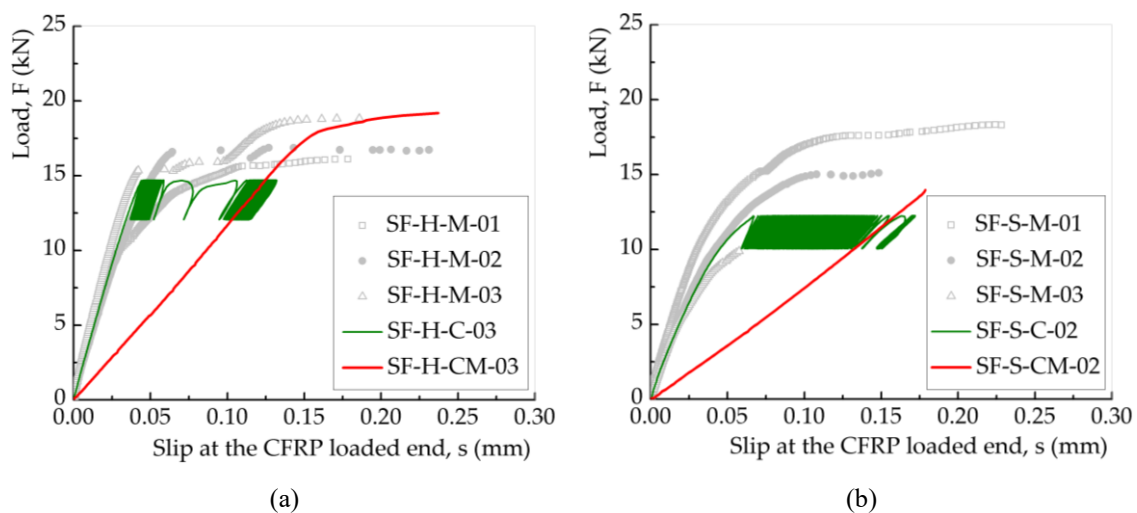 25
20
15
10
5
0
Load, F (kN)
SF-H-M-01
SF-H-M-02
SF-H-M-03
SF-H-C-03
SF-H-CM-03
0.00 0.05 0.10 0.15 0.20 0.25 0.30
Slip at the CFRP loaded end, s (mm)
(a)
25
20
15
10
5
0
Load, F (kN)
SF-S-M-01
SF-S-M-02
SF-S-M-03
SF-S-C-02
SF-S-CM-02
0.00 0.05 0.10 0.15 0.20 0.25 0.30
Slip at the CFRP loaded end, s (mm)
(b)